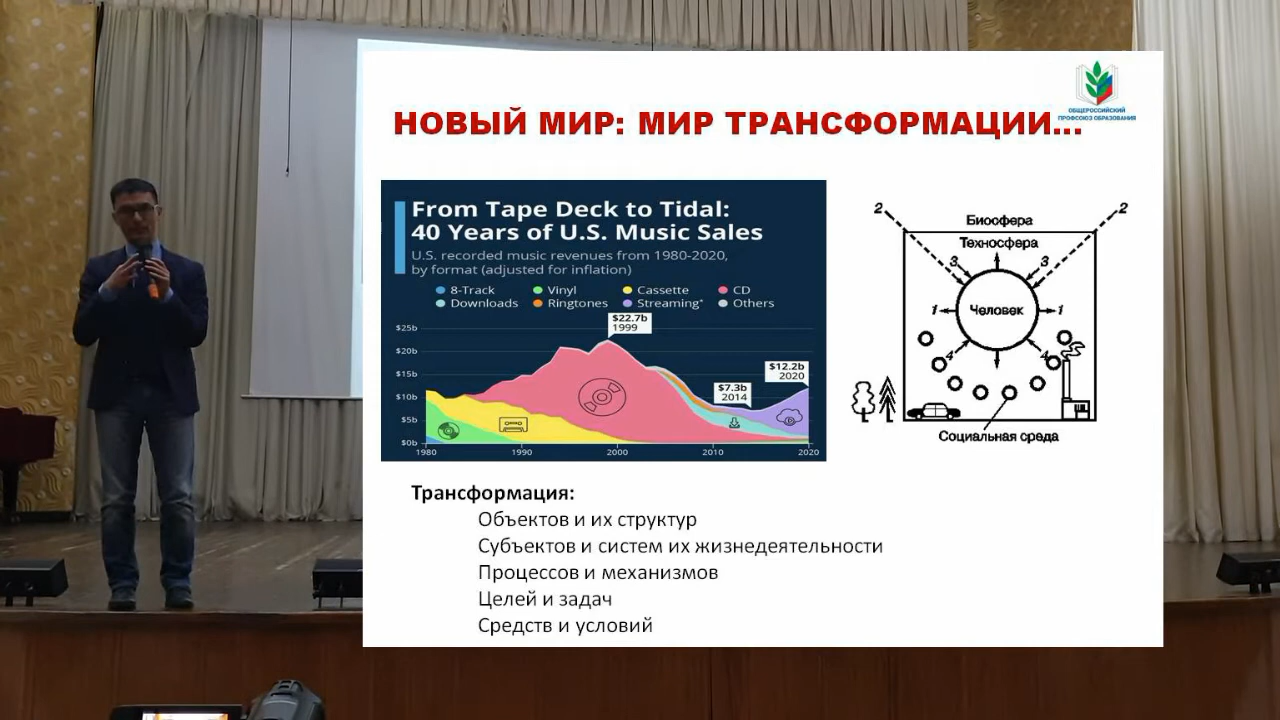 ОБЩЕРОССИЙСКИЙ
ПРОФСОЮЗ ОБРАЗОВАНИЯ
НОВЫЙ МИР: МИР ТРАНСФОРМАЦИИ...
From Tape Deck to Tidal:
40 Years of U.S. Music Sales
U.S. recorded music revenues from 1980-2020,
by format (adjusted for inflation)
8-Track Vinyl Cassette CD
Downloads Ringtones Streaming* Others
$22.7b
1999
$25b
$20b
$15b
$10b
$5b
$0b
$7.3b
2014
$12.2b
2020
1980 1990 2000 2010 2020
2 2
Биосфера
Техносфера
3 3
1 Человек 1
4 4
Социальная среда
Трансформация:
Объектов и их структур
Субъектов и систем их жизнедеятельности
Процессов и механизмов
Целей и задач
Средств и условий